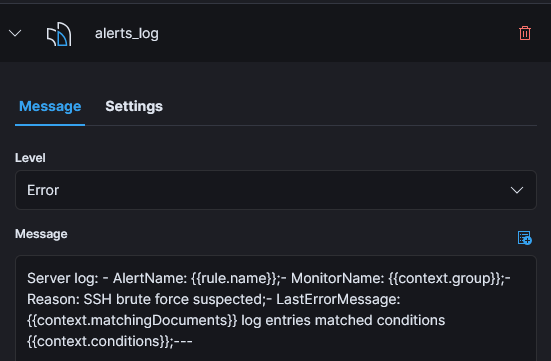 alerts_log
Message Settings
Level
Error
Message
Server log: - AlertName: {{rule.name}};- MonitorName: {{context.group}};-
Reason: SSH brute force suspected;- LastErrorMessage:
{{context.matchingDocuments}} log entries matched conditions
{{context.conditions}};---